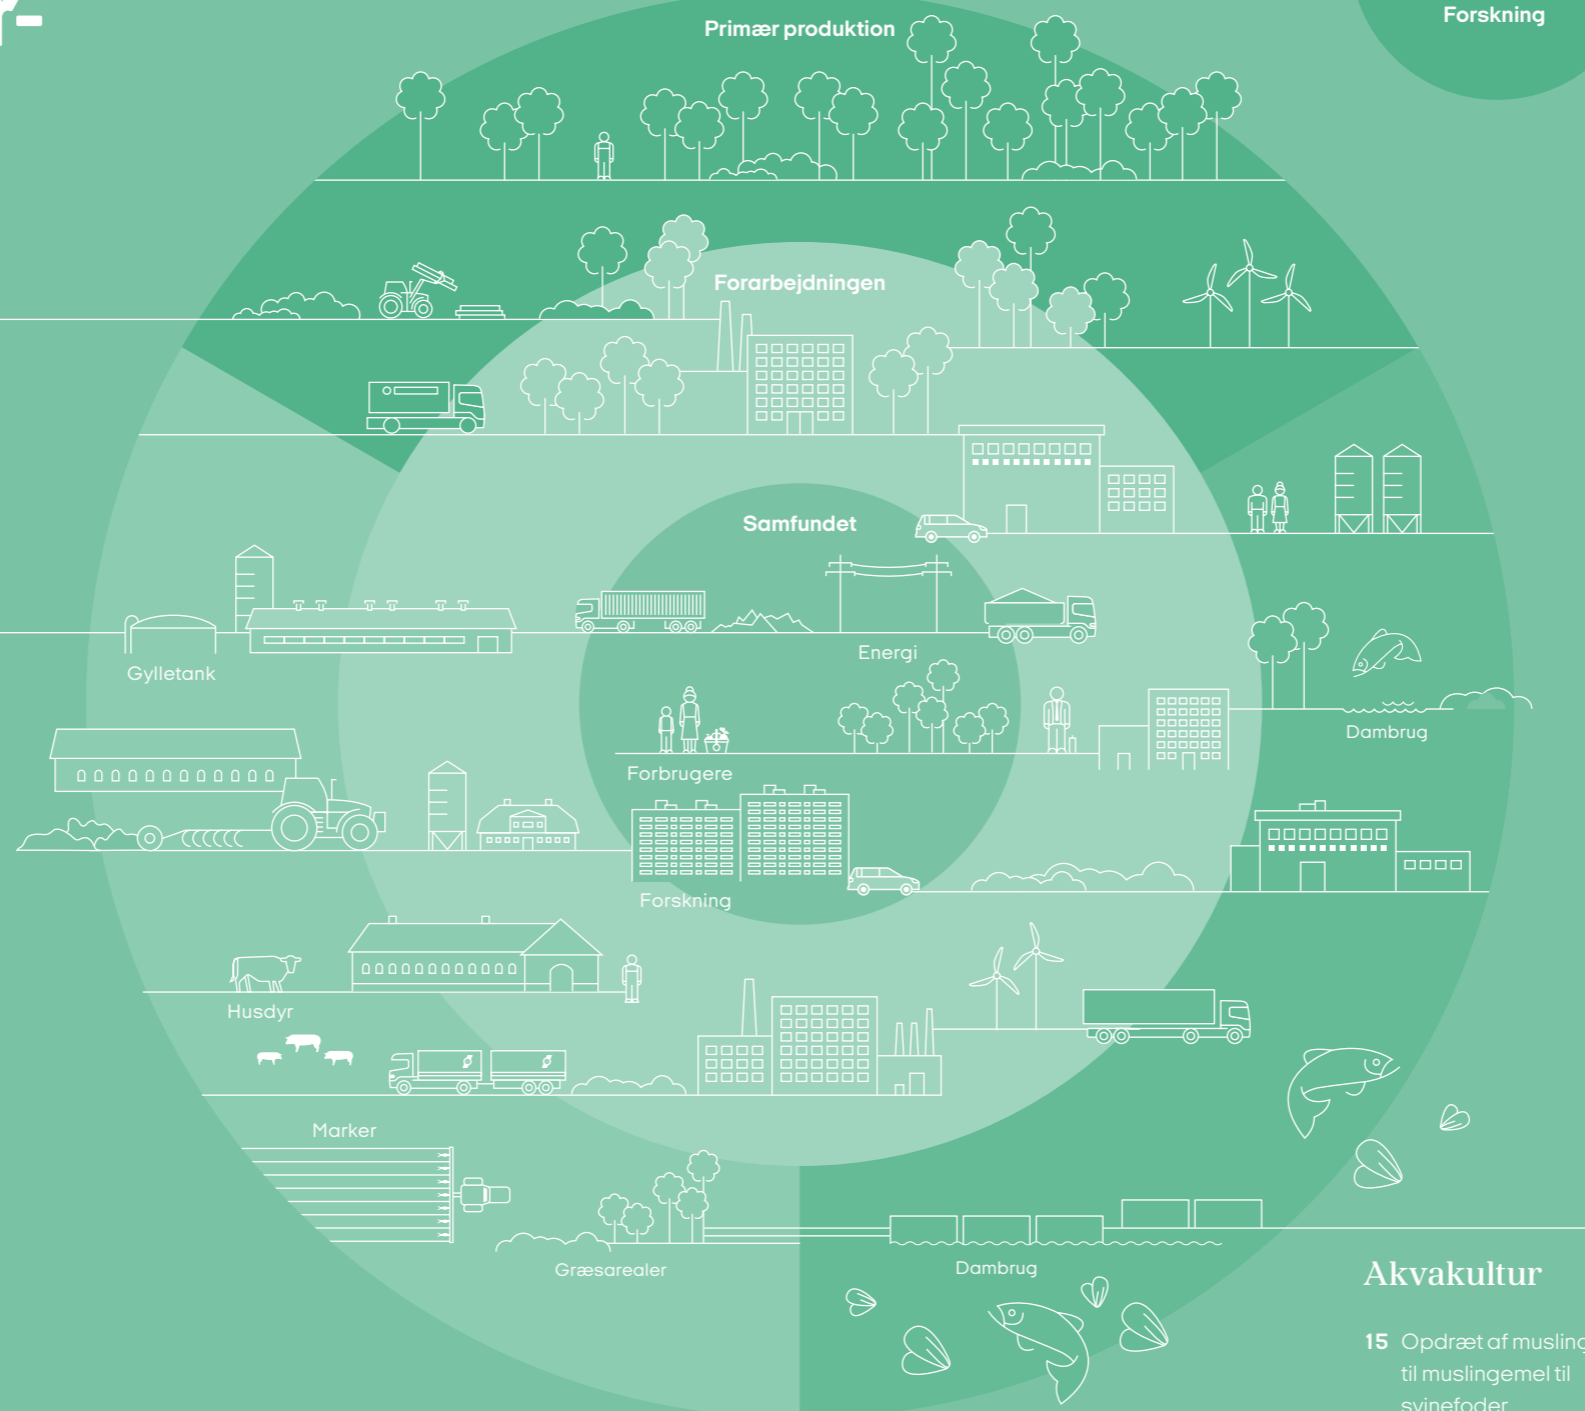 Forskning
Primær produktion
Forarbejdningen
Samfundet
Energi
Gylletank
Dambrug
Forbrugere
Forskning
Husdyr
Marker
Græsarealer
Dambrug
Akvakultur
15 Opdræt af musling
til muslingemel til
svinefoder